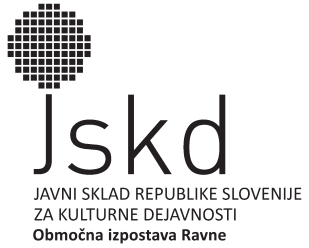 Jskd
JAVNI SKLAD REPUBLIKE SLOVENIJE
ZA KULTURNE DEJAVNOSTI
Območna izpostava Ravne